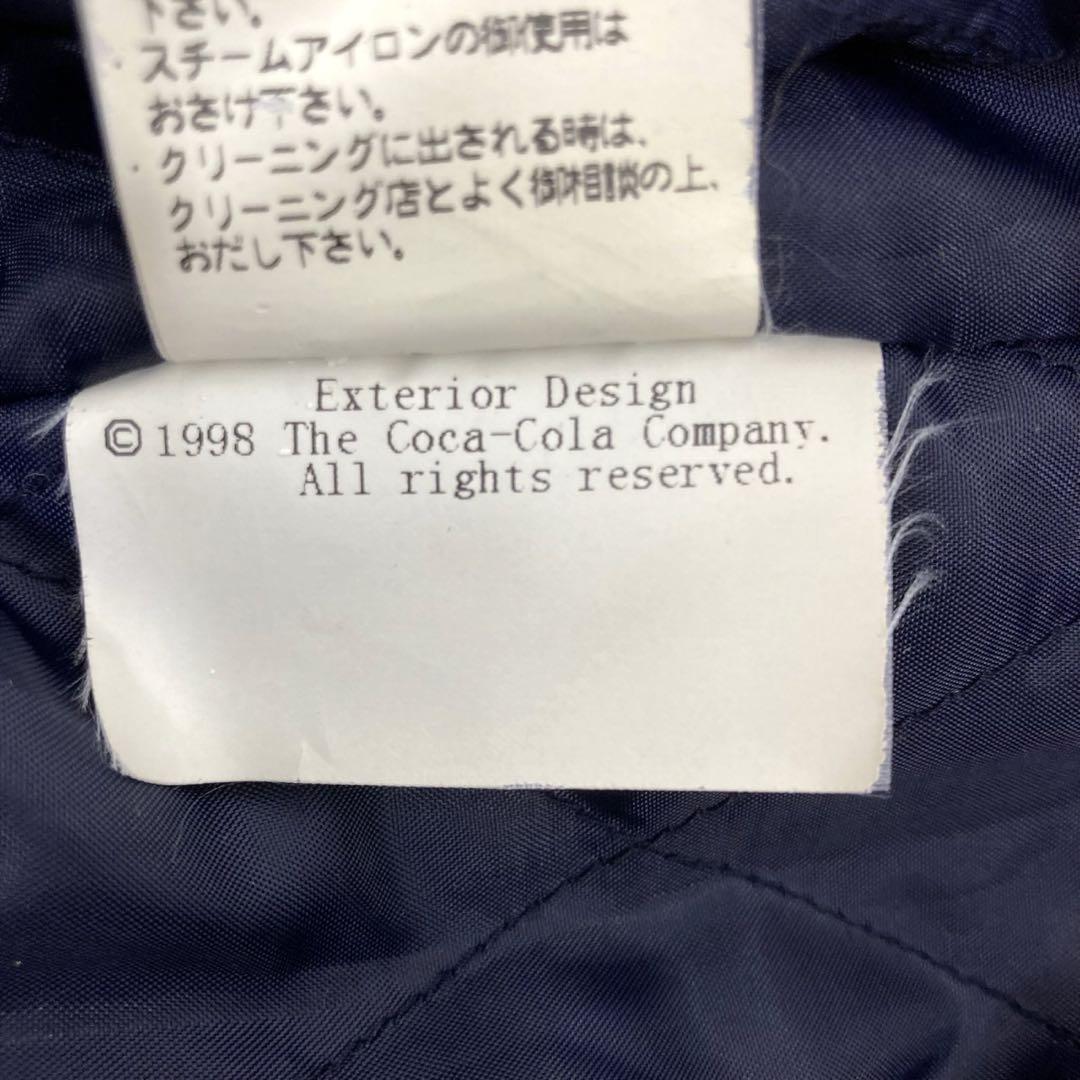 下さい。
・スチームアイロンの御使用は
おさけ下さい。
・クリーニングに出される時は、
クリーニング店とよく御相談の上、
おだし下さい。
Exterior Design
©1998 The Coca-Cola Company.
All rights reserved.